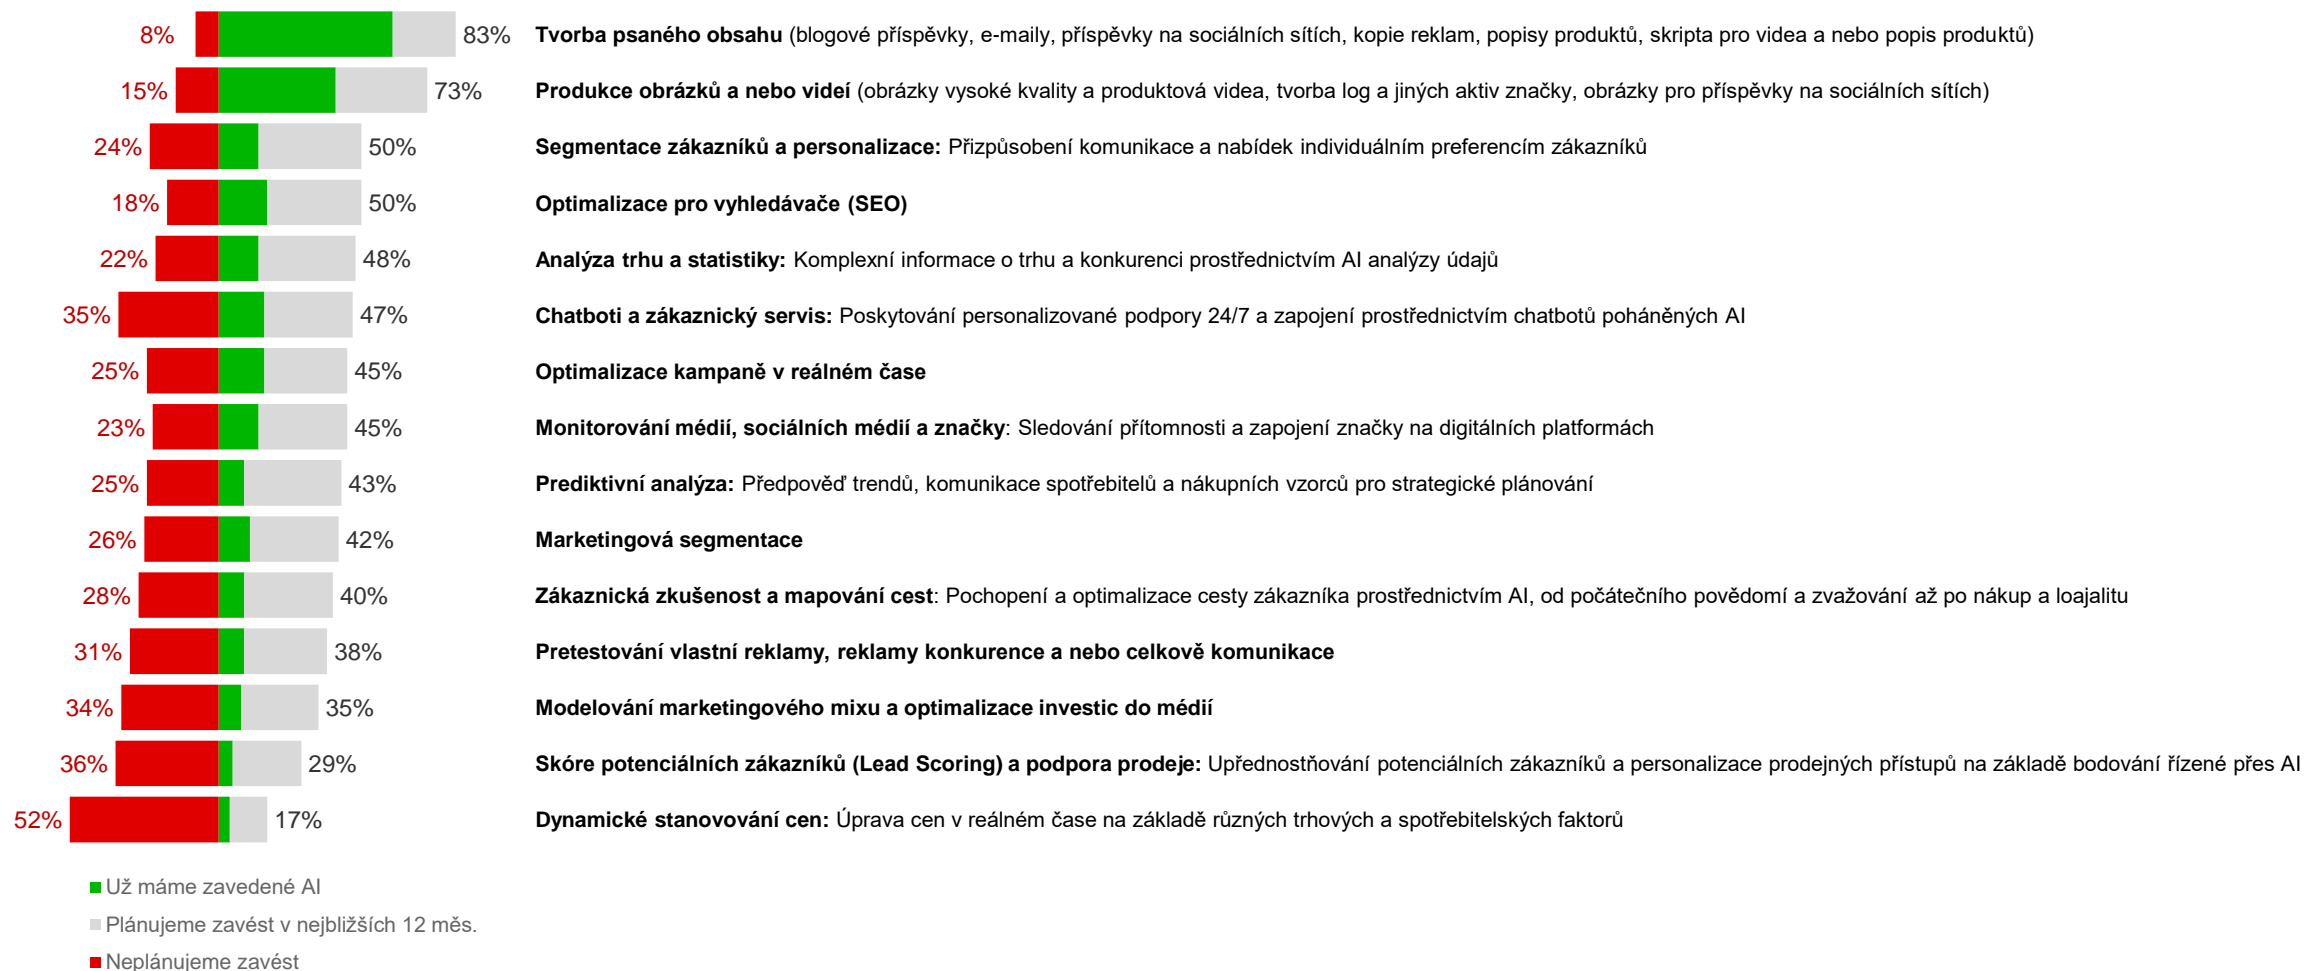 8% 83% Tvorba psaného obsahu (blogové příspěvky, e-maily, příspěvky na sociálních sítích, kopie reklam, popisy produktů, skripta pro videa a nebo popis produktů)
15% 73% Produkce obrázků a nebo videí (obrázky vysoké kvality a produktová videa, tvorba log a jiných aktiv značky, obrázky pro příspěvky na sociálních sítích)
24% 50% Segmentace zákazníků a personalizace: Přizpůsobení komunikace a nabídek individuálním preferencím zákazníků
18% 50% Optimalizace pro vyhledávače (SEO)
22% 48% Analýza trhu a statistiky: Komplexní informace o trhu a konkurenci prostřednictvím AI analýzy údajů
35% 47% Chatboti a zákaznický servis: Poskytování personalizované podpory 24/7 a zapojení prostřednictvím chatbotů poháněných AI
25% 45% Optimalizace kampaně v reálném čase
23% 45% Monitorování médií, sociálních médií a značky: Sledování přítomnosti a zapojení značky na digitálních platformách
25% 43% Prediktivní analýza: Předpověď trendů, komunikace spotřebitelů a nákupních vzorců pro strategické plánování
26% 42% Marketingová segmentace
28% 40% Zákaznická zkušenost a mapování cest: Pochopení a optimalizace cesty zákazníka prostřednictvím AI, od počátečního povědomí a zvažování až po nákup a loajalitu
31% 38% Pretestování vlastní reklamy, reklamy konkurence a nebo celkově komunikace
34% 35% Modelování marketingového mixu a optimalizace investic do médií
36% 29% Skóre potenciálních zákazníků (Lead Scoring) a podpora prodeje: Upřednostňování potenciálních zákazníků a personalizace prodejných přístupů na základě bodování řízené přes AI
52% 17% Dynamické stanovování cen: Úprava cen v reálném čase na základě různých trhových a spotřebitelských faktorů
Už máme zavedené AI
Plánujeme zavést v nejbližších 12 měs.
Neplánujeme zavést